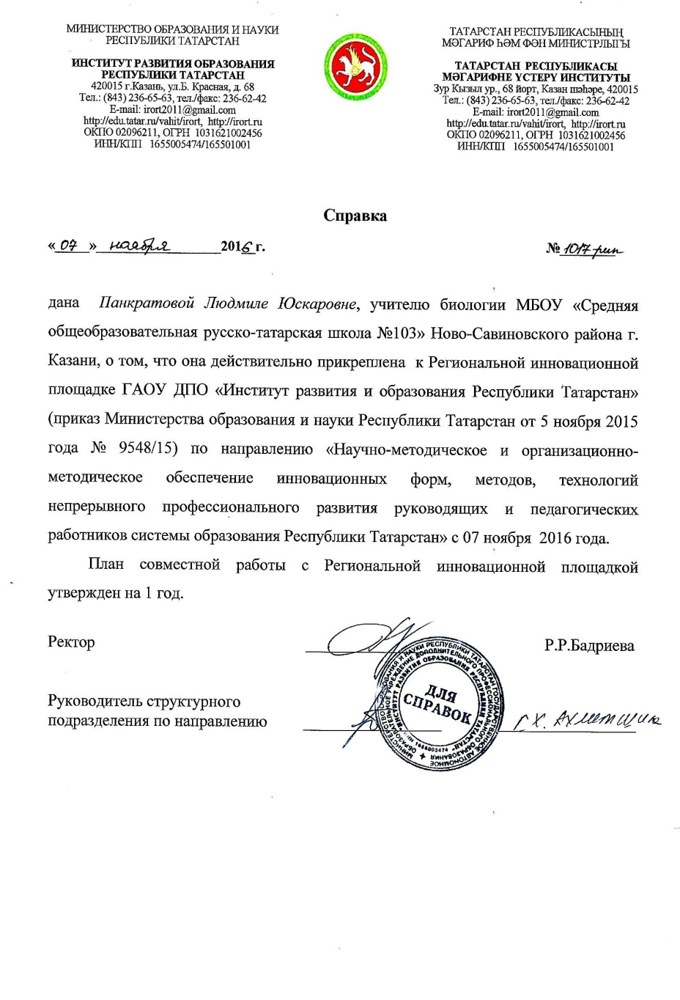 МИНИСТЕРСТВО ОБРАЗОВАНИЯ И НАУКИ
РЕСПУБЛИКИ ТАТАРСТАН
ИНСТИТУТ РАЗВИТИЯ ОБРАЗОВАНИЯ
РЕСПУБЛИКИ ТАТАРСТАН
420015 г.Казань, ул.Б. Красная, д. 68
Тел.: (843) 236-65-63, тел./факс: 236-62-42
E-mail: irort2011@gmail.com
http://edu.tatar.ru/vahit/irort, http://irort.ru
ОКПО 02096211, ОГРН 1031621002456
ИНН/КПП 1655005474/165501001
ТАТАРСТАН РЕСПУБЛИКАСЫНЫҢ
МӘГАРИФ ҺӘМ ФӘН МИНИСТРЛЫГЫ
ТАТАРСТАН РЕСПУБЛИКАСЫ
МӘГАРИФНЕ ҮСТЕРҮ ИНСТИТУТЫ
Зур Кызыл ур., 68 йорт, Казан шәһәре, 420015
Тел.: (843) 236-65-63, тел./факс: 236-62-42
E-mail: irort2011@gmail.com
http://edu.tatar.ru/vahit/irort, http://irort.ru
ОКПО 02096211, ОГРН 1031621002456
ИНН/КПП 1655005474/165501001
Справка
« 07 » ноября 2016 г.
№ 1017-рип
дана Панкратовой Людмиле Юскаровне, учителю биологии МБОУ «Средняя
общеобразовательная русско-татарская школа №103» Ново-Савиновского района г.
Казани, о том, что она действительно прикреплена к Региональной инновационной
площадке ГАОУ ДПО «Институт развития и образования Республики Татарстан»
(приказ Министерства образования и науки Республики Татарстан от 5 ноября 2015
года № 9548/15) по направлению «Научно-методическое и организационно-
методическое обеспечение инновационных форм, методов, технологий
непрерывного профессионального развития руководящих и педагогических
работников системы образования Республики Татарстан» с 07 ноября 2016 года.
План совместной работы с Региональной инновационной площадкой
утвержден на 1 год.
Ректор
Р.Р.Бадриева
Руководитель структурного
подразделения по направлению
Г.Х. Ахметшина
ДЛЯ
СПРАВОК